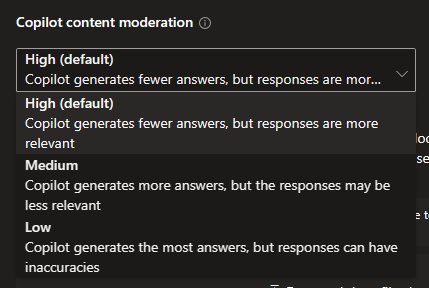 Copilot content moderation
High (default)
Copilot generates fewer answers, but responses are mor...
High (default)
Copilot generates fewer answers, but responses are more
relevant
Medium
Copilot generates more answers, but the responses may be
less relevant
Low
Copilot generates the most answers, but responses can have
inaccuracies